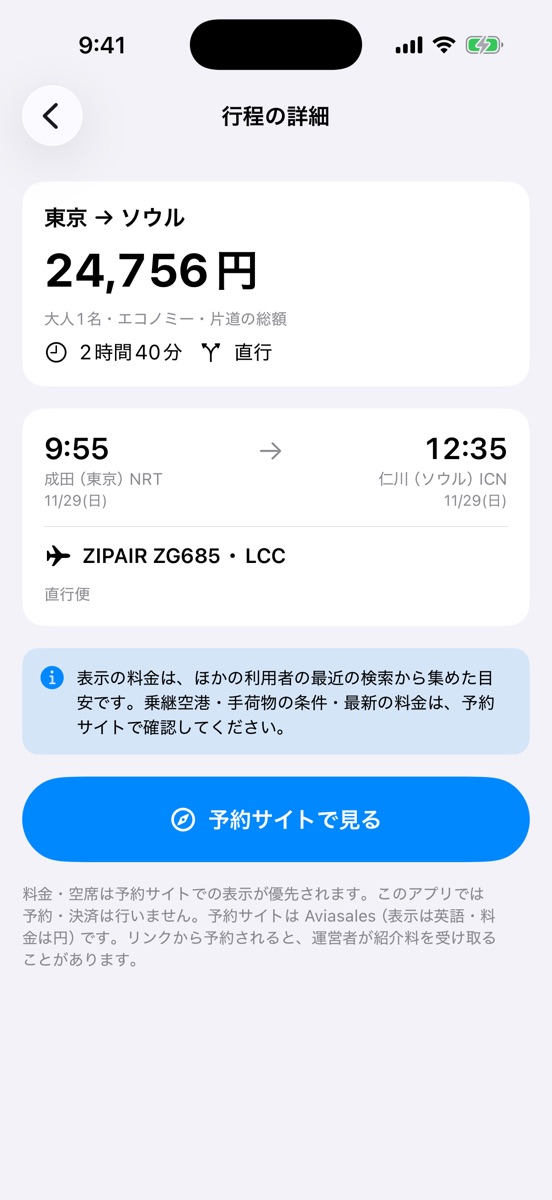 9:41
行程の詳細
東京 → ソウル
24,756円
大人1名・エコノミー・片道の総額
2時間40分 直行
9:55 → 12:35
成田（東京）NRT 仁川（ソウル）ICN
11/29(日) 11/29(日)
ZIPAIR ZG685・LCC
直行便
表示の料金は、ほかの利用者の最近の検索から集めた目
安です。乗継空港・手荷物の条件・最新の料金は、予約
サイトで確認してください。
予約サイトで見る
料金・空席は予約サイトでの表示が優先されます。このアプリでは
予約・決済は行いません。予約サイトは Aviasales（表示は英語・料
金は円）です。リンクから予約されると、運営者が紹介料を受け取る
ことがあります。